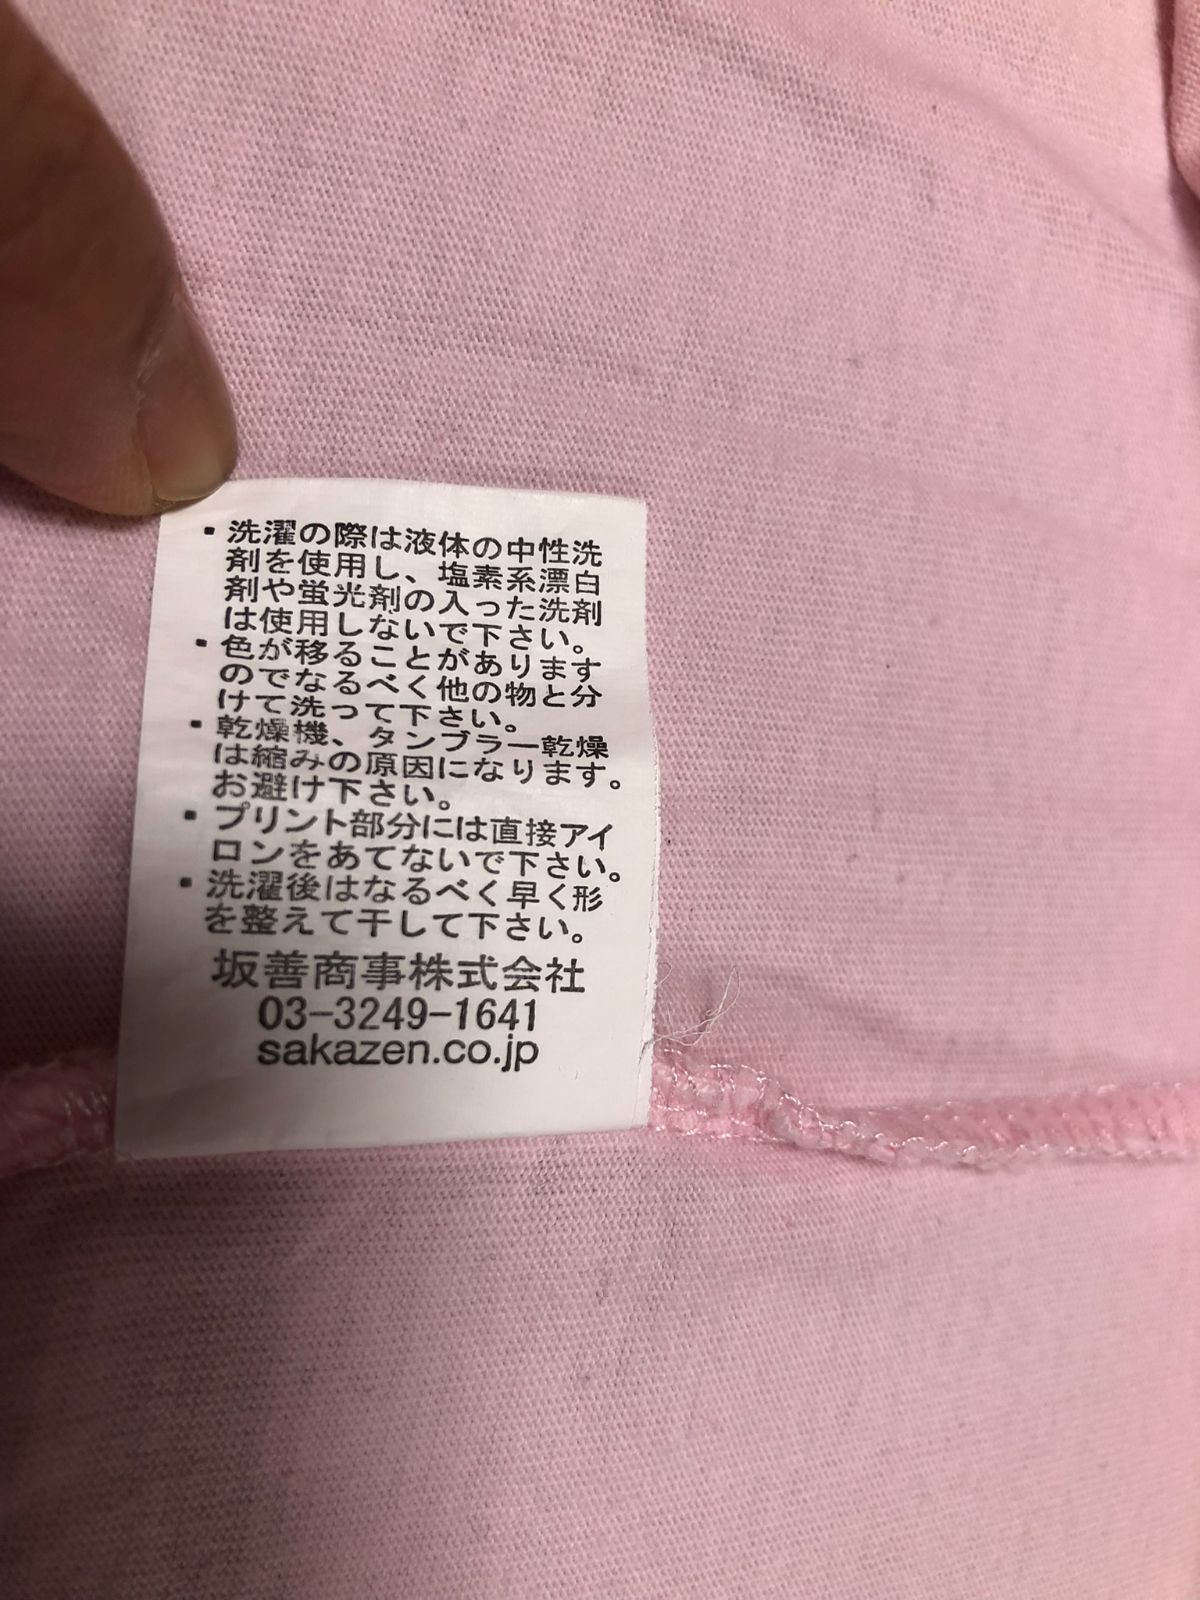 ・洗濯の際は液体の中性洗
剤を使用し、塩素系漂白
剤や蛍光剤の入った洗剤
は使用しないで下さい。
・色が移ることがあります
のでなるべく他の物と分
けて洗って下さい。
・乾燥機、タンブラー乾燥
は縮みの原因になります。
お避け下さい。
・プリント部分には直接アイ
ロンをあてないで下さい。
・洗濯後はなるべく早く形
を整えて干して下さい。
坂善商事株式会社
03-3249-1641
sakazen.co.jp